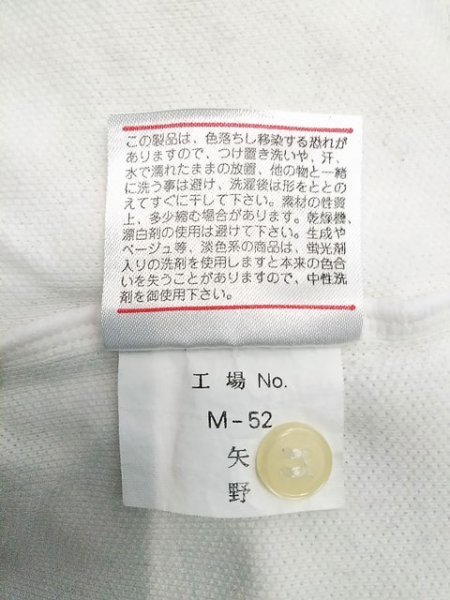 この製品は、色落ちし移染する恐れが
ありますので、つけ置き洗いや、汗、
水で濡れたままの放置、他の物と一緒
に洗う事は避け、洗濯後は形をととの
えてすぐに干して下さい。素材の性質
上、多少縮む場合があります。乾燥機、
漂白剤の使用は避けて下さい。生成や
ベージュ等、淡色系の商品は、蛍光剤
入りの洗剤を使用しますと本来の色合
いを失うことがありますので、中性洗
剤を御使用下さい。
工場 No.
M-52
矢
野